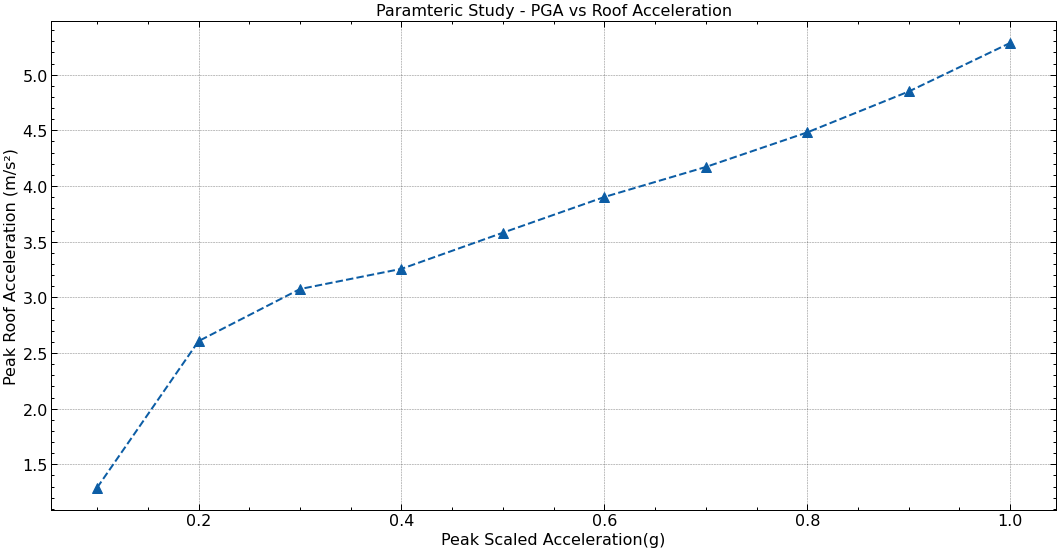 Paramteric Study - PGA vs Roof Acceleration
Peak Roof Acceleration (m/s²)
5.0
4.5
4.0
3.5
3.0
2.5
2.0
1.5
0.2 0.4 0.6 0.8 1.0
Peak Scaled Acceleration(g)